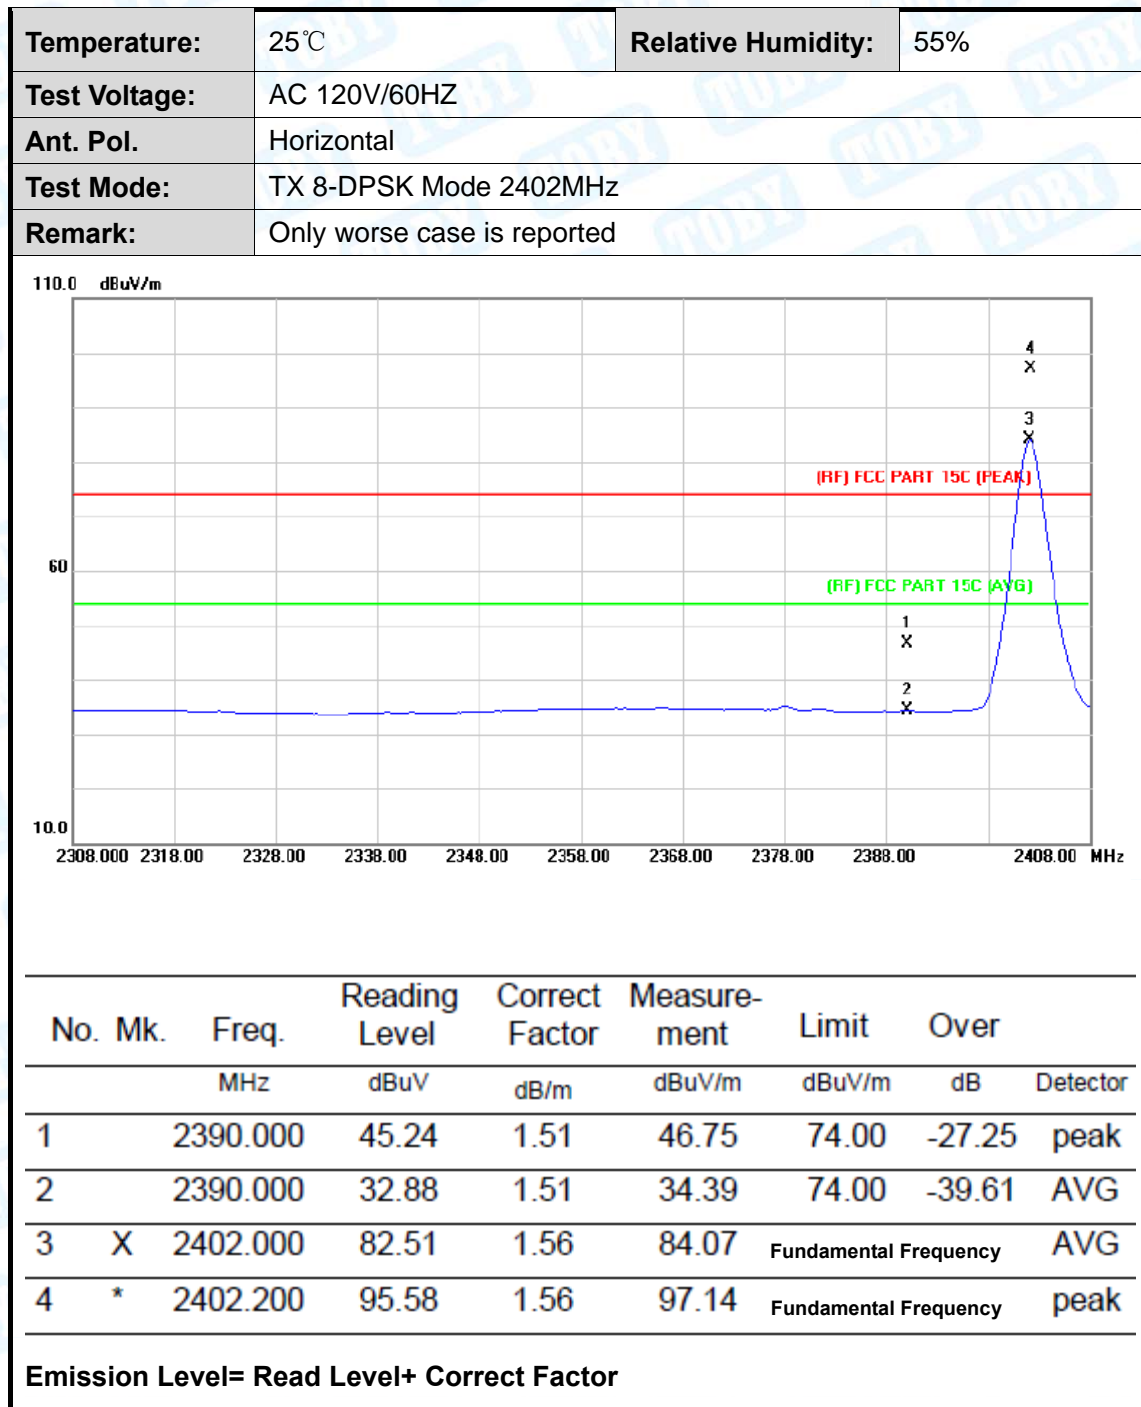 Temperature: 25℃ Relative Humidity: 55%
Test Voltage: AC 120V/60HZ
Ant. Pol. Horizontal
Test Mode: TX 8-DPSK Mode 2402MHz
Remark: Only worse case is reported
110.0 dBuV/m
4
X
3
X
(RF) FCC PART 15C (PEAK)
60
(RF) FCC PART 15C (AVG)
1
X
2
X
10.0
2308.000 2318.00 2328.00 2338.00 2348.00 2358.00 2368.00 2378.00 2388.00 2408.00 MHz
No. Mk. Freq. Reading Level Correct Factor Measure-ment Limit Over
MHz dBuV dB/m dBuV/m dBuV/m dB Detector
1 2390.000 45.24 1.51 46.75 74.00 -27.25 peak
2 2390.000 32.88 1.51 34.39 74.00 -39.61 AVG
3 X 2402.000 82.51 1.56 84.07 Fundamental Frequency AVG
4 * 2402.200 95.58 1.56 97.14 Fundamental Frequency peak
Emission Level= Read Level+ Correct Factor
TOBY